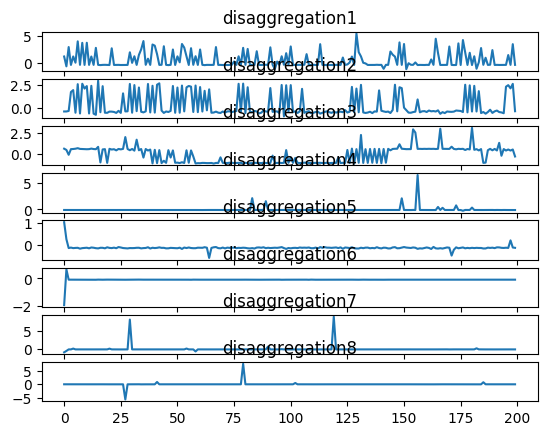 disaggregation1
5
0
disaggregation2
2.5
0.0
disaggregation3
2.5
0.0
disaggregation4
5
0
disaggregation5
1
0
disaggregation6
0
−2
disaggregation7
5
0
disaggregation8
5
0
−5
0 25 50 75 100 125 150 175 200